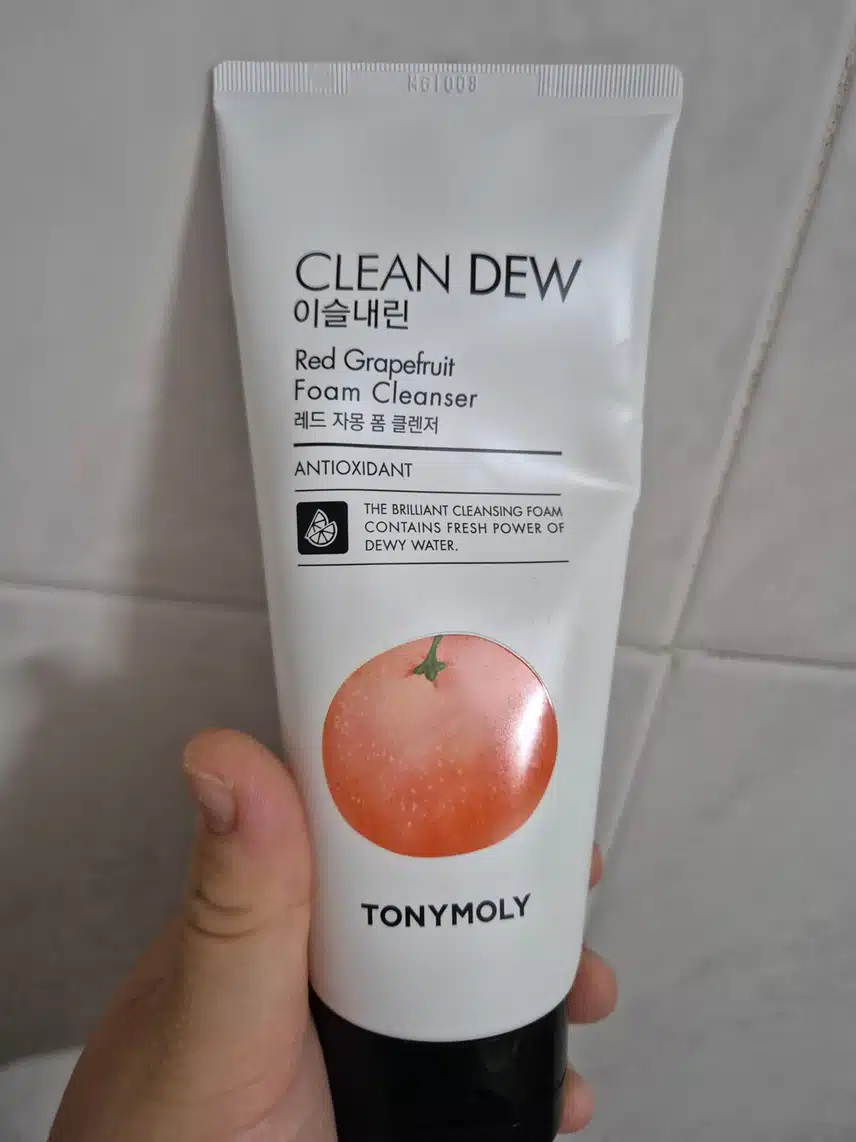 NG1008
CLEAN DEW
이슬내린
Red Grapefruit
Foam Cleanser
레드 자몽 폼 클렌저
ANTIOXIDANT
THE BRILLIANT CLEANSING FOAM
CONTAINS FRESH POWER OF
DEWY WATER.
TONYMOLY